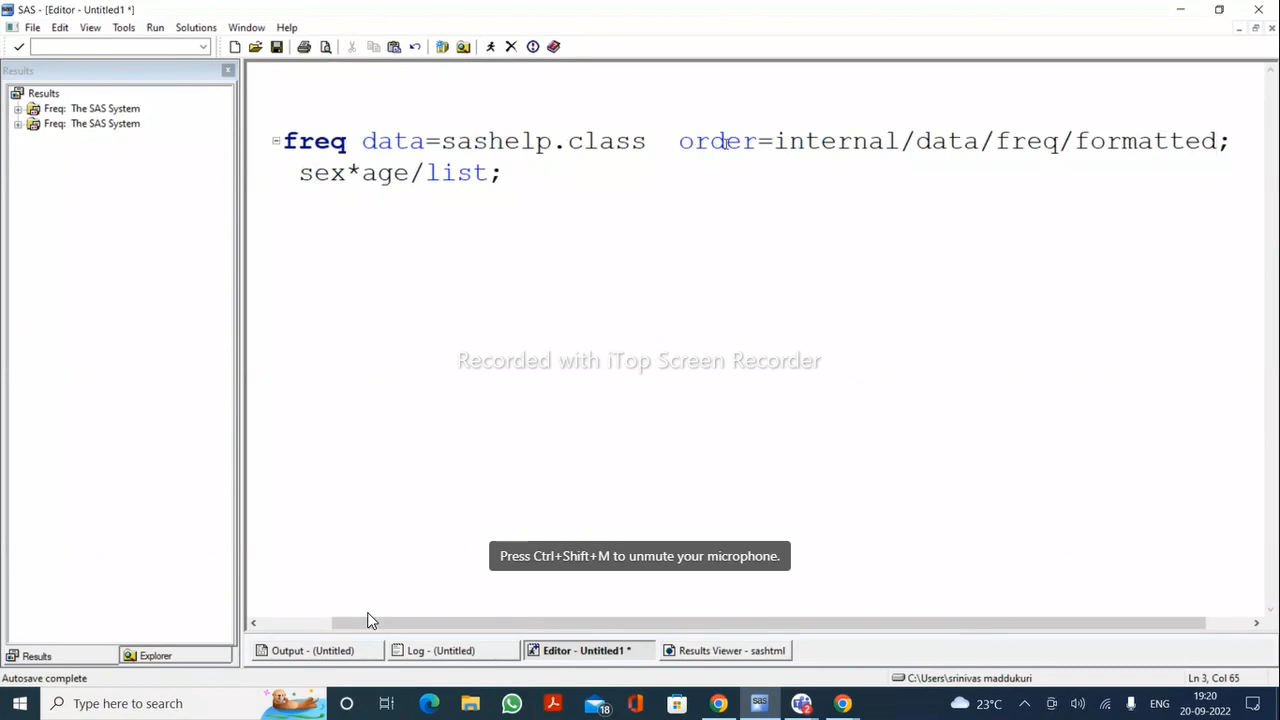 SAS - [Editor - Untitled1 *]
File Edit View Tools Run Solutions Window Help
Results
Results
Freq: The SAS System
Freq: The SAS System
freq data=sashelp.class order=internal/data/freq/formatted;
sex*age/list;
Recorded with iTop Screen Recorder
Press Ctrl+Shift+M to unmute your microphone.
Results Explorer
Output - (Untitled) Log - (Untitled) Editor - Untitled1 * Results Viewer - sashtml
Autosave complete C:\Users\srinivas maddukuri Ln 3, Col 65
Type here to search 18 SAS 2 23°C ENG 19:20
20-09-2022